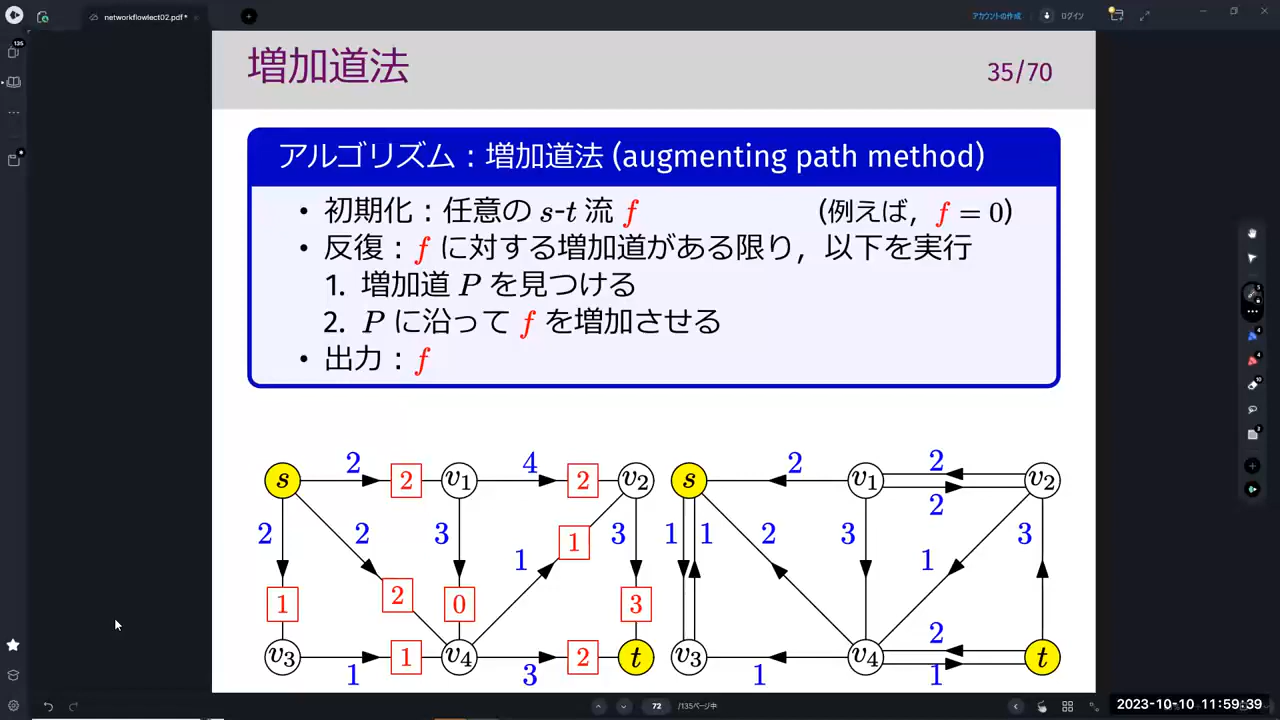 networkflowlect02.pdf *
アカウントの作成
ログイン
135
増加道法
35/70
アルゴリズム：増加道法 (augmenting path method)
• 初期化：任意の s-t 流 f (例えば， f = 0)
• 反復：f に対する増加道がある限り，以下を実行
1. 増加道 P を見つける
2. P に沿って f を増加させる
• 出力：f
s 2 2 v1 4 2 v2
2 2 3 1 1 3
1 2 0 3
v3 1 1 v4 3 2 t
s 2 v1 2 2 v2
1 1 2 3 1 3
v3 1 v4 2 1 t
72 /135ページ中
2023-10-10 11:59:39